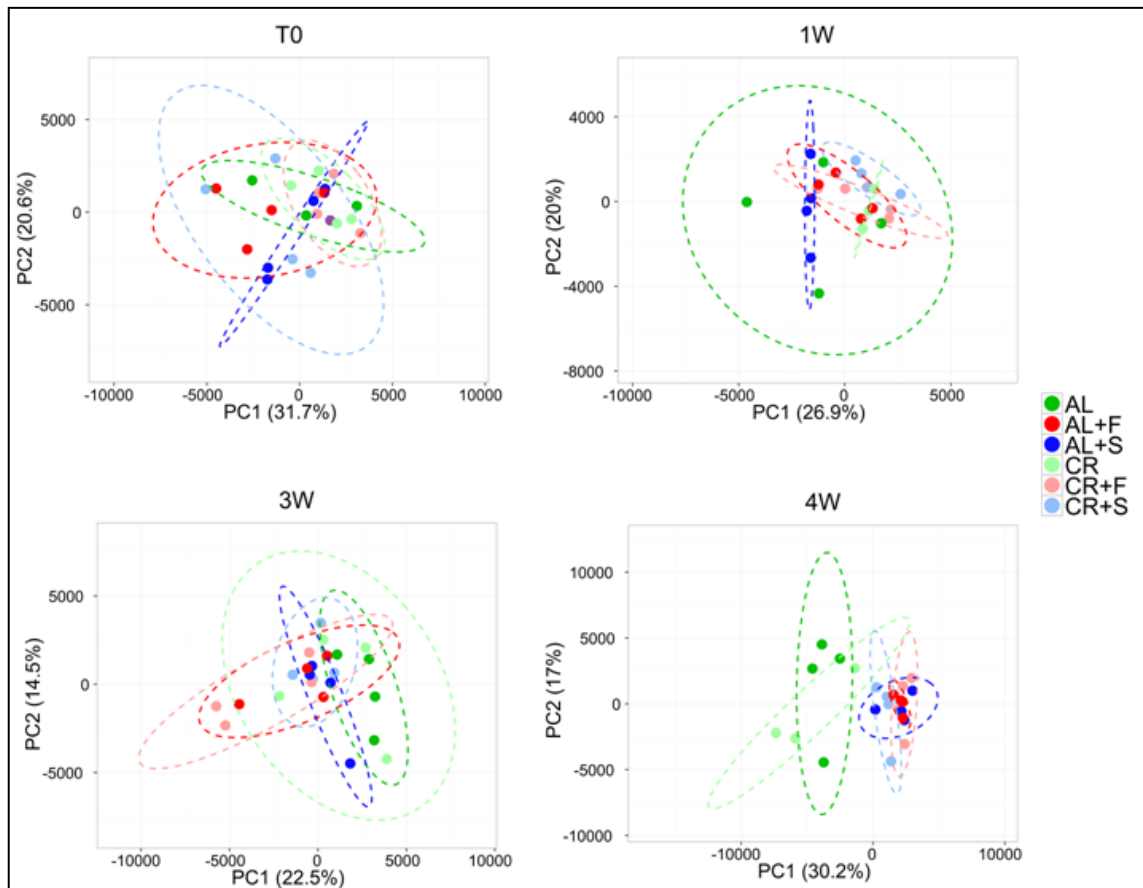 T0
5000
0
-5000
PC2 (20.6%)
-10000 -5000 0 5000 10000
PC1 (31.7%)
1W
4000
0
-4000
-8000
PC2 (20%)
-10000 -5000 0 5000
PC1 (26.9%)
AL
AL+F
AL+S
CR
CR+F
CR+S
3W
5000
0
-5000
PC2 (14.5%)
-10000 -5000 0 5000 10000
PC1 (22.5%)
4W
10000
5000
0
-5000
-10000
PC2 (17%)
-10000 0 10000
PC1 (30.2%)